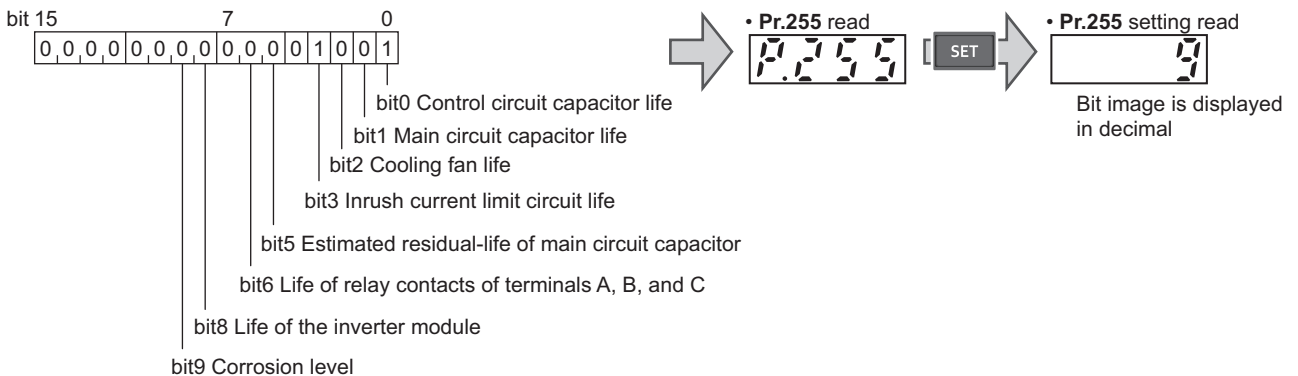 bit 15 7 0
0 0 0 0 0 0 0 0 0 0 0 0 1 0 0 1
bit0 Control circuit capacitor life
bit1 Main circuit capacitor life
bit2 Cooling fan life
bit3 Inrush current limit circuit life
bit5 Estimated residual-life of main circuit capacitor
bit6 Life of relay contacts of terminals A, B, and C
bit8 Life of the inverter module
bit9 Corrosion level
• Pr.255 read
P.255
SET
• Pr.255 setting read
9
Bit image is displayed
in decimal